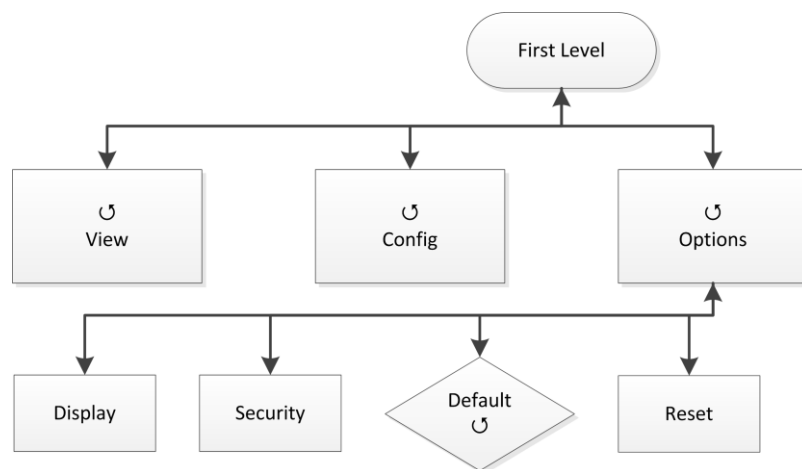 First Level
↺
View
↺
Config
↺
Options
Display
Security
Default
↺
Reset